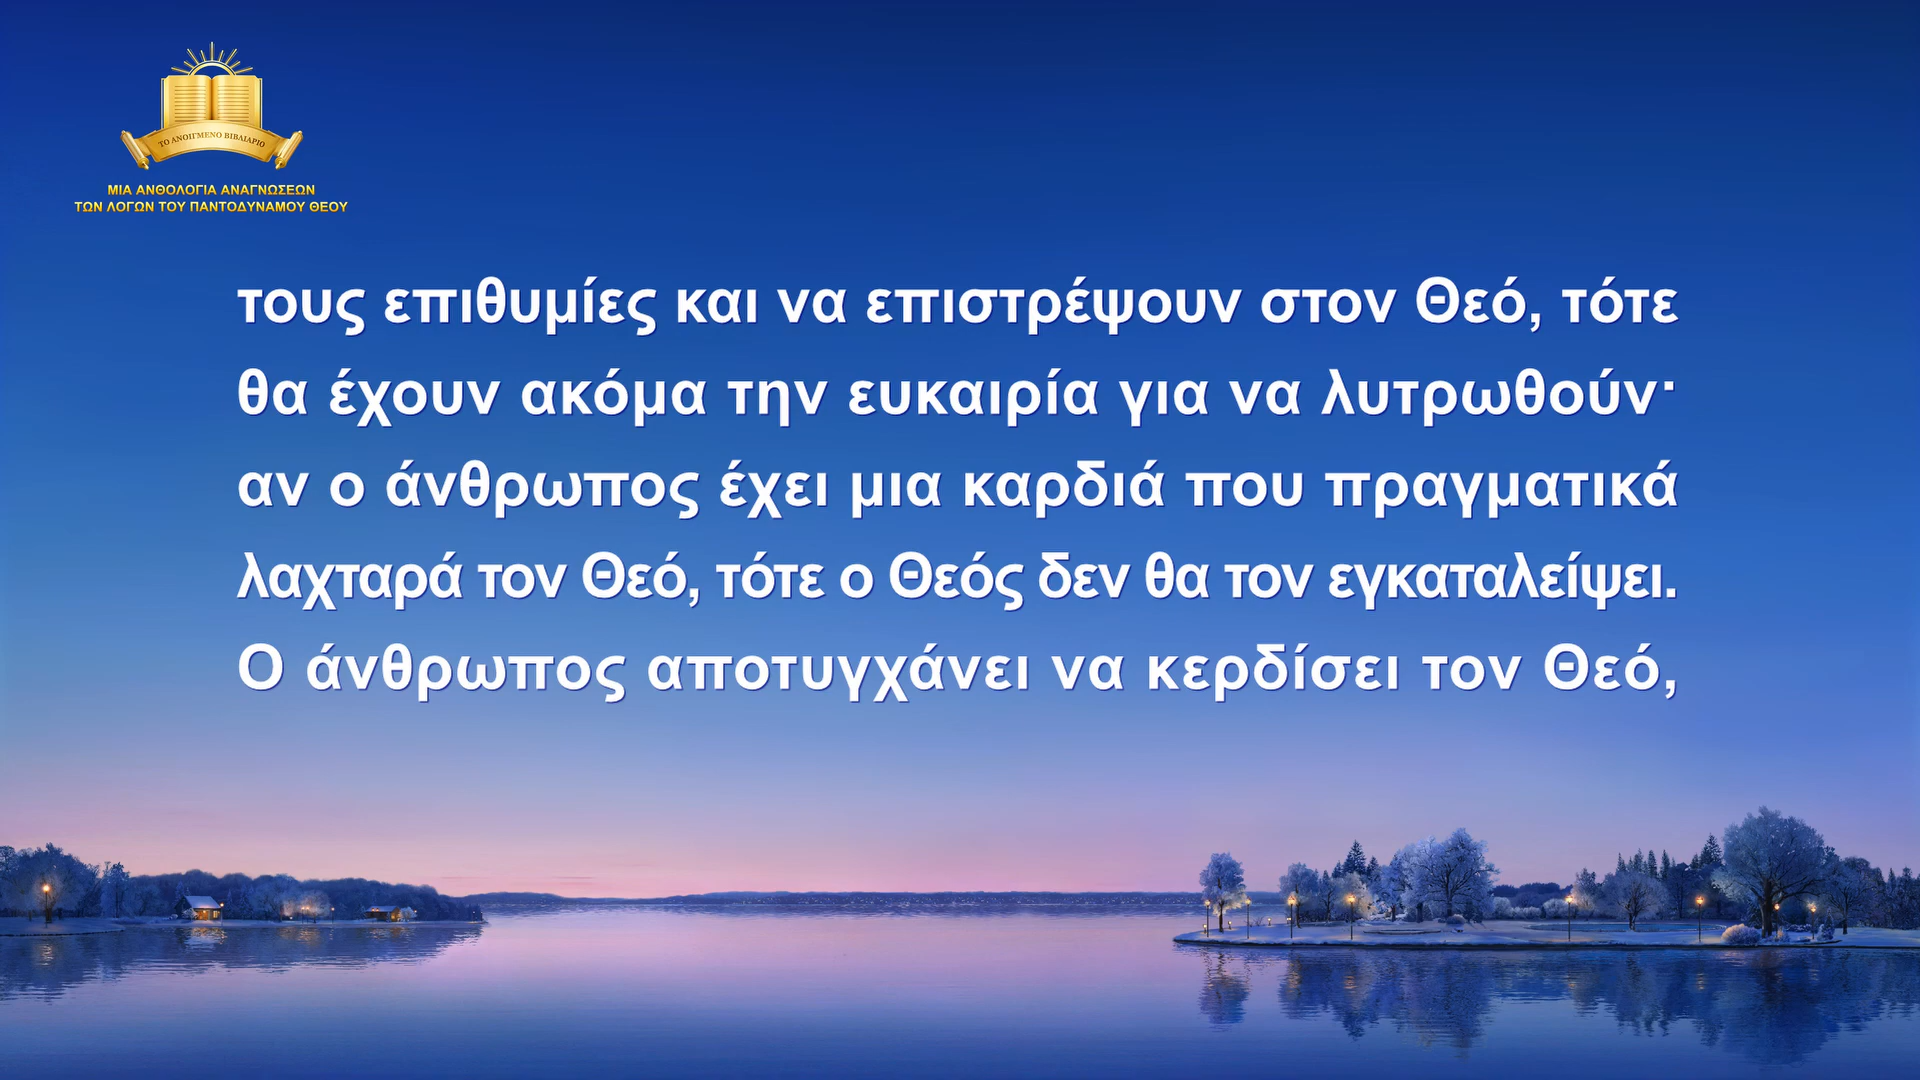 ΤΟ ΑΝΟΙΓΜΕΝΟ ΒΙΒΛΙΑΡΙΟ
ΜΙΑ ΑΝΘΟΛΟΓΙΑ ΑΝΑΓΝΩΣΕΩΝ
ΤΩΝ ΛΟΓΩΝ ΤΟΥ ΠΑΝΤΟΔΥΝΑΜΟΥ ΘΕΟΥ
τους επιθυμίες και να επιστρέψουν στον Θεό, τότε
θα έχουν ακόμα την ευκαιρία για να λυτρωθούν·
αν ο άνθρωπος έχει μια καρδιά που πραγματικά
λαχταρά τον Θεό, τότε ο Θεός δεν θα τον εγκαταλείψει.
Ο άνθρωπος αποτυγχάνει να κερδίσει τον Θεό,